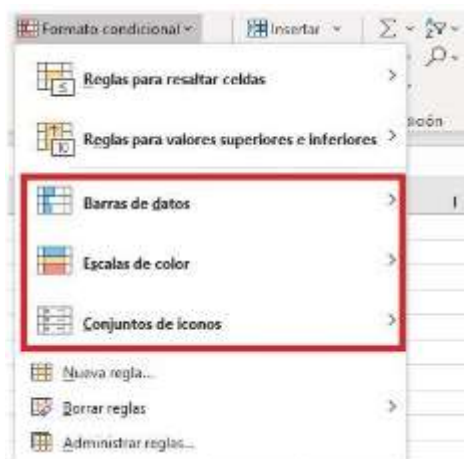 Formato condicional
Insertar
Reglas para resaltar celdas
Reglas para valores superiores e inferiores
10
Barras de datos
I
Escalas de color
Conjuntos de iconos
Nueva regla...
Borrar reglas
Administrar reglas...